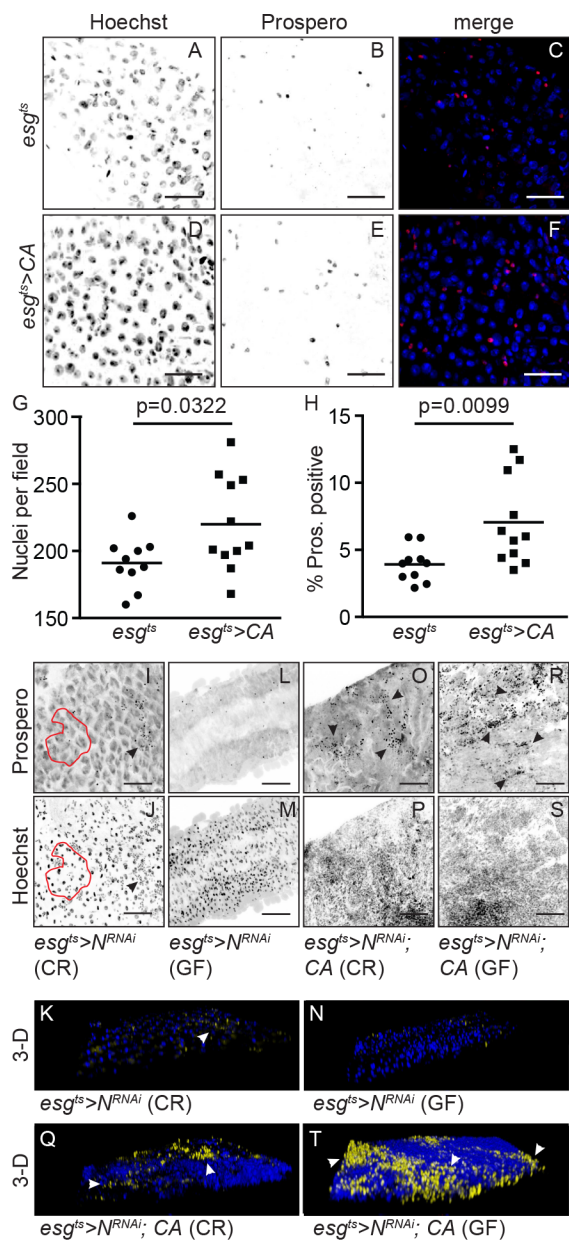 Hoechst Prospero merge
A B C
esg^ts
D E F
esg^ts>CA
G H
p=0.0322 p=0.0099
Nuclei per field
300
250
200
150
% Pros. positive
15
10
5
0
esg^ts esg^ts>CA esg^ts esg^ts>CA
I L O R
Prospero
J M P S
Hoechst
esg^ts>N^RNAi (CR)
esg^ts>N^RNAi (GF)
esg^ts>N^RNAi; CA (CR)
esg^ts>N^RNAi; CA (GF)
K N
3-D
esg^ts>N^RNAi (CR) esg^ts>N^RNAi (GF)
Q T
3-D
esg^ts>N^RNAi; CA (CR) esg^ts>N^RNAi; CA (GF)